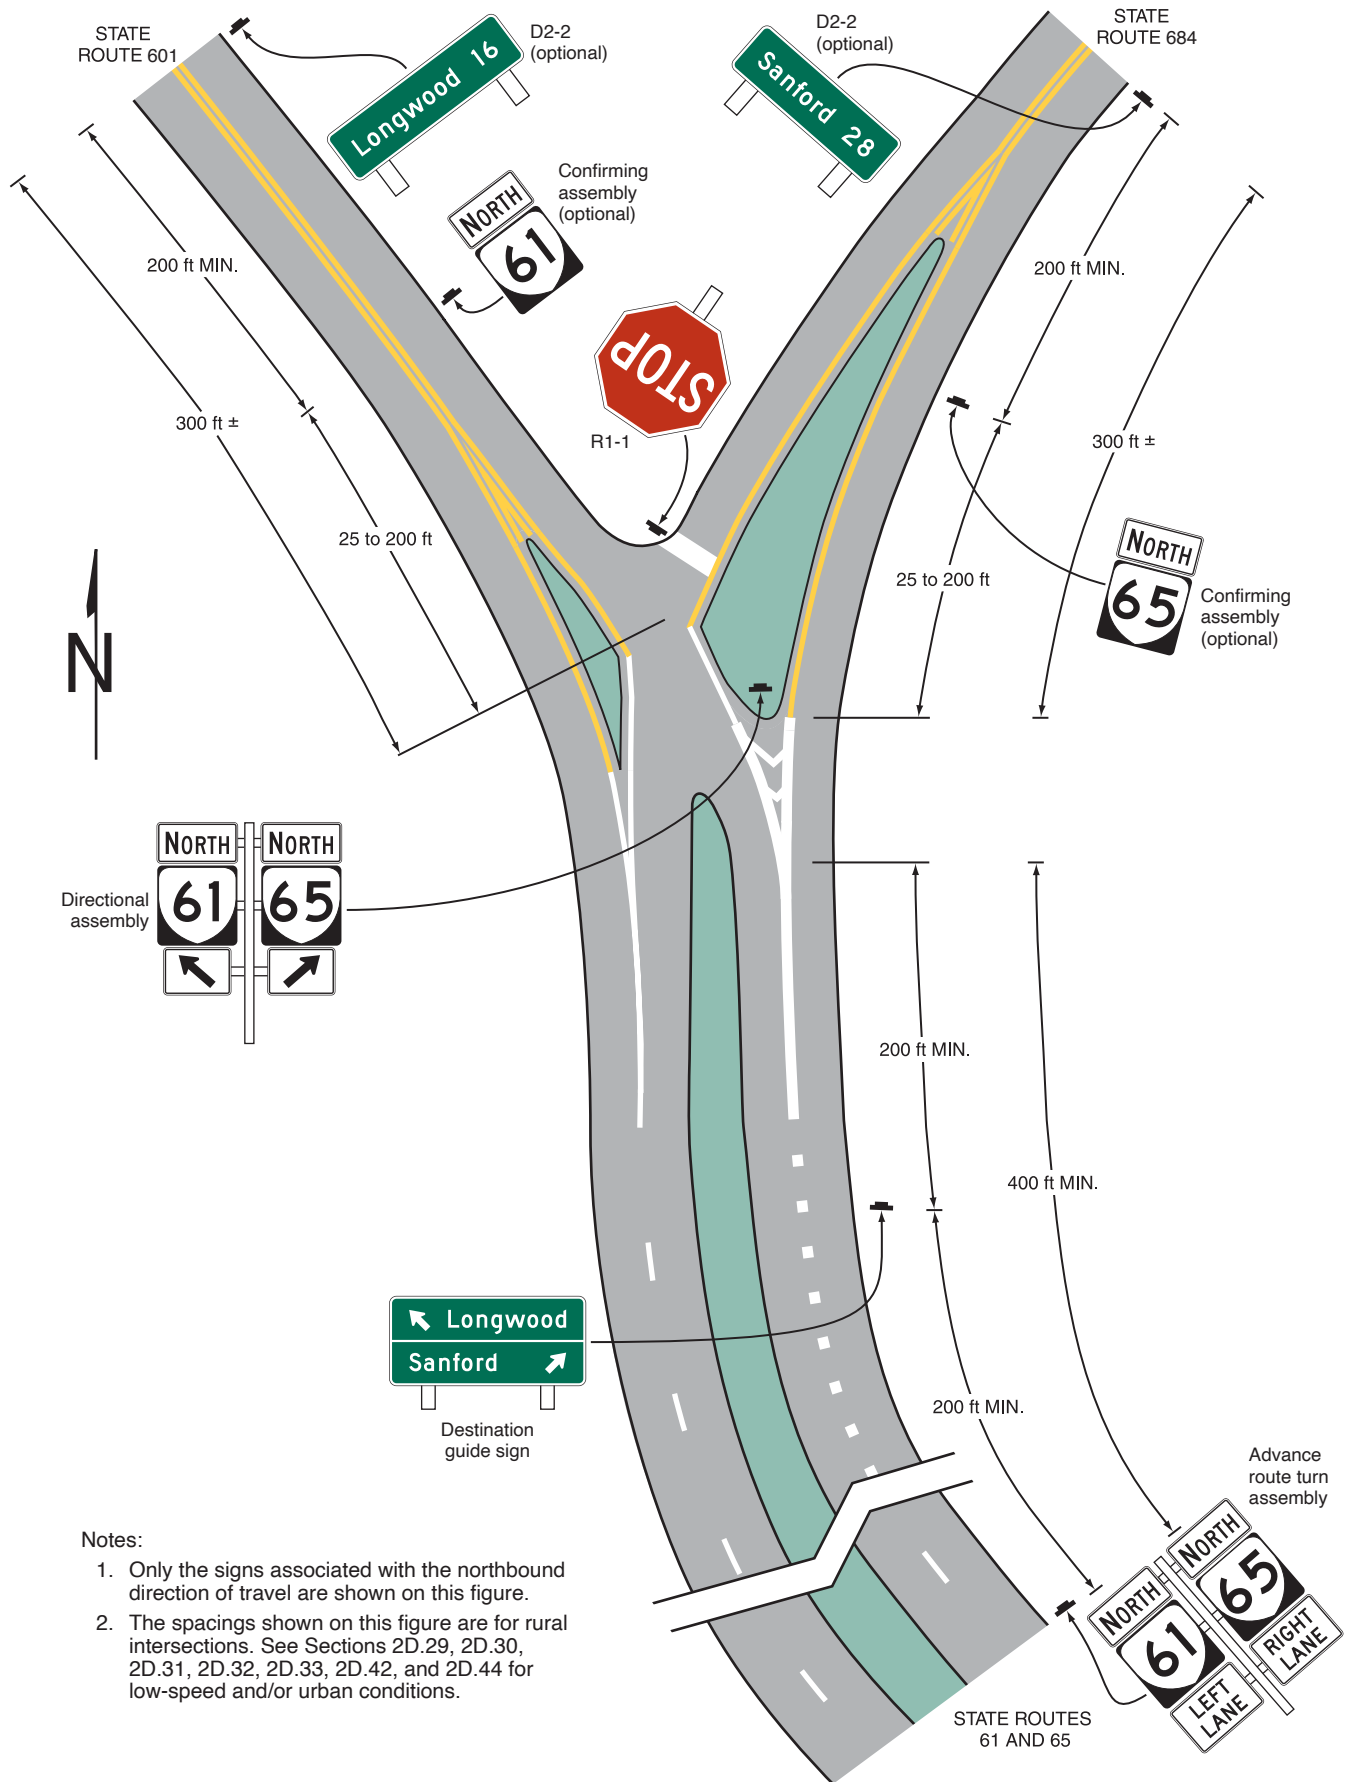 STATE
ROUTE 601
D2-2
(optional)
Longwood 16
D2-2
(optional)
Sanford 28
STATE
ROUTE 684
Confirming
assembly
(optional)
NORTH
61
200 ft MIN.
200 ft MIN.
STOP
R1-1
300 ft ±
300 ft ±
25 to 200 ft
25 to 200 ft
NORTH
65
Confirming
assembly
(optional)
N
NORTH NORTH
61 65
Directional
assembly
200 ft MIN.
400 ft MIN.
Longwood
Sanford
Destination
guide sign
200 ft MIN.
Advance
route turn
assembly
NORTH
65
RIGHT
LANE
NORTH
61
LEFT
LANE
STATE ROUTES
61 AND 65
Notes:
1. Only the signs associated with the northbound
direction of travel are shown on this figure.
2. The spacings shown on this figure are for rural
intersections. See Sections 2D.29, 2D.30,
2D.31, 2D.32, 2D.33, 2D.42, and 2D.44 for
low-speed and/or urban conditions.